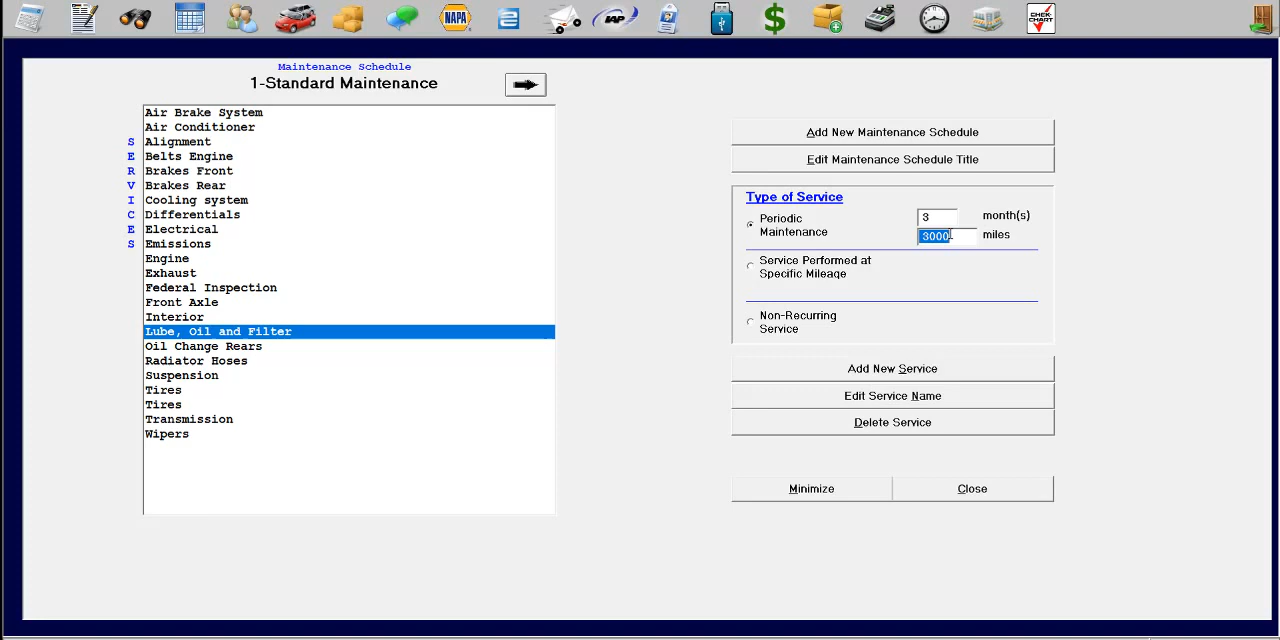 NAPA
IAP
CHEK
CHART
Maintenance Schedule
1-Standard Maintenance
SERVICES
Air Brake System
Air Conditioner
Alignment
Belts Engine
Brakes Front
Brakes Rear
Cooling system
Differentials
Electrical
Emissions
Engine
Exhaust
Federal Inspection
Front Axle
Interior
Lube, Oil and Filter
Oil Change Rears
Radiator Hoses
Suspension
Tires
Tires
Transmission
Wipers
Add New Maintenance Schedule
Edit Maintenance Schedule Title
Type of Service
Periodic Maintenance
3 month(s)
3000 miles
Service Performed at
Specific Mileage
Non-Recurring
Service
Add New Service
Edit Service Name
Delete Service
Minimize
Close